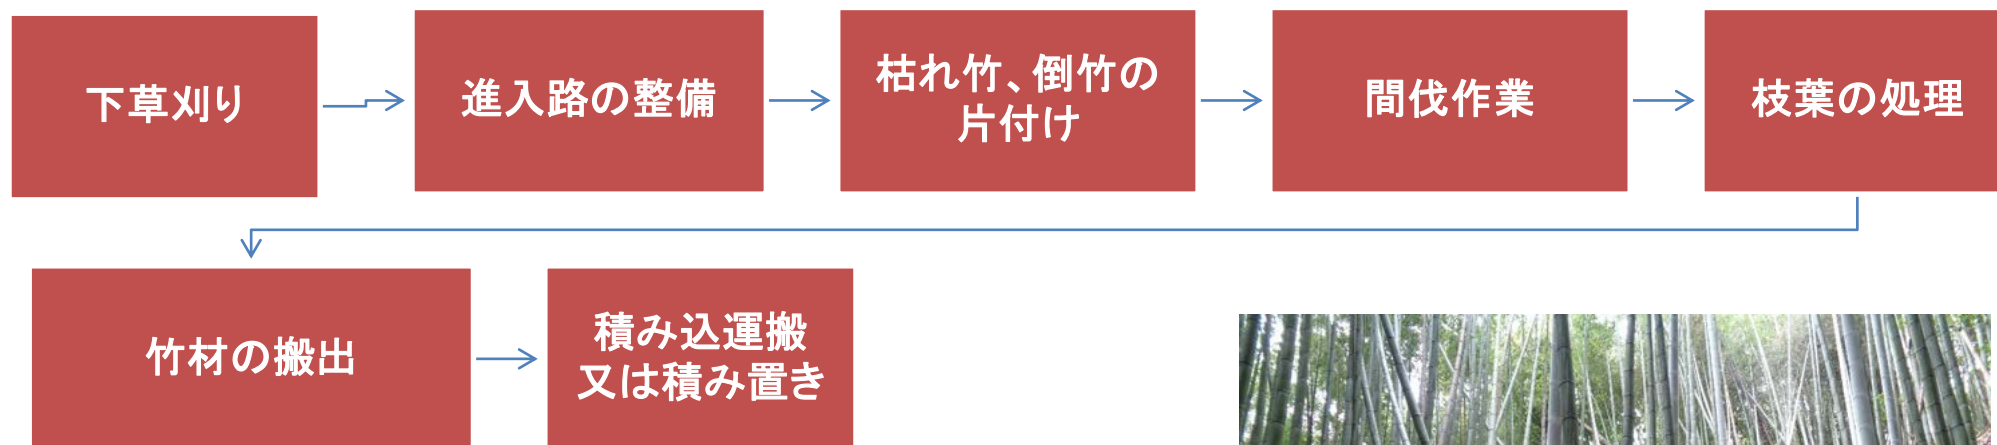 下草刈り
進入路の整備
枯れ竹、倒竹の
片付け
間伐作業
枝葉の処理
竹材の搬出
積み込運搬
又は積み置き